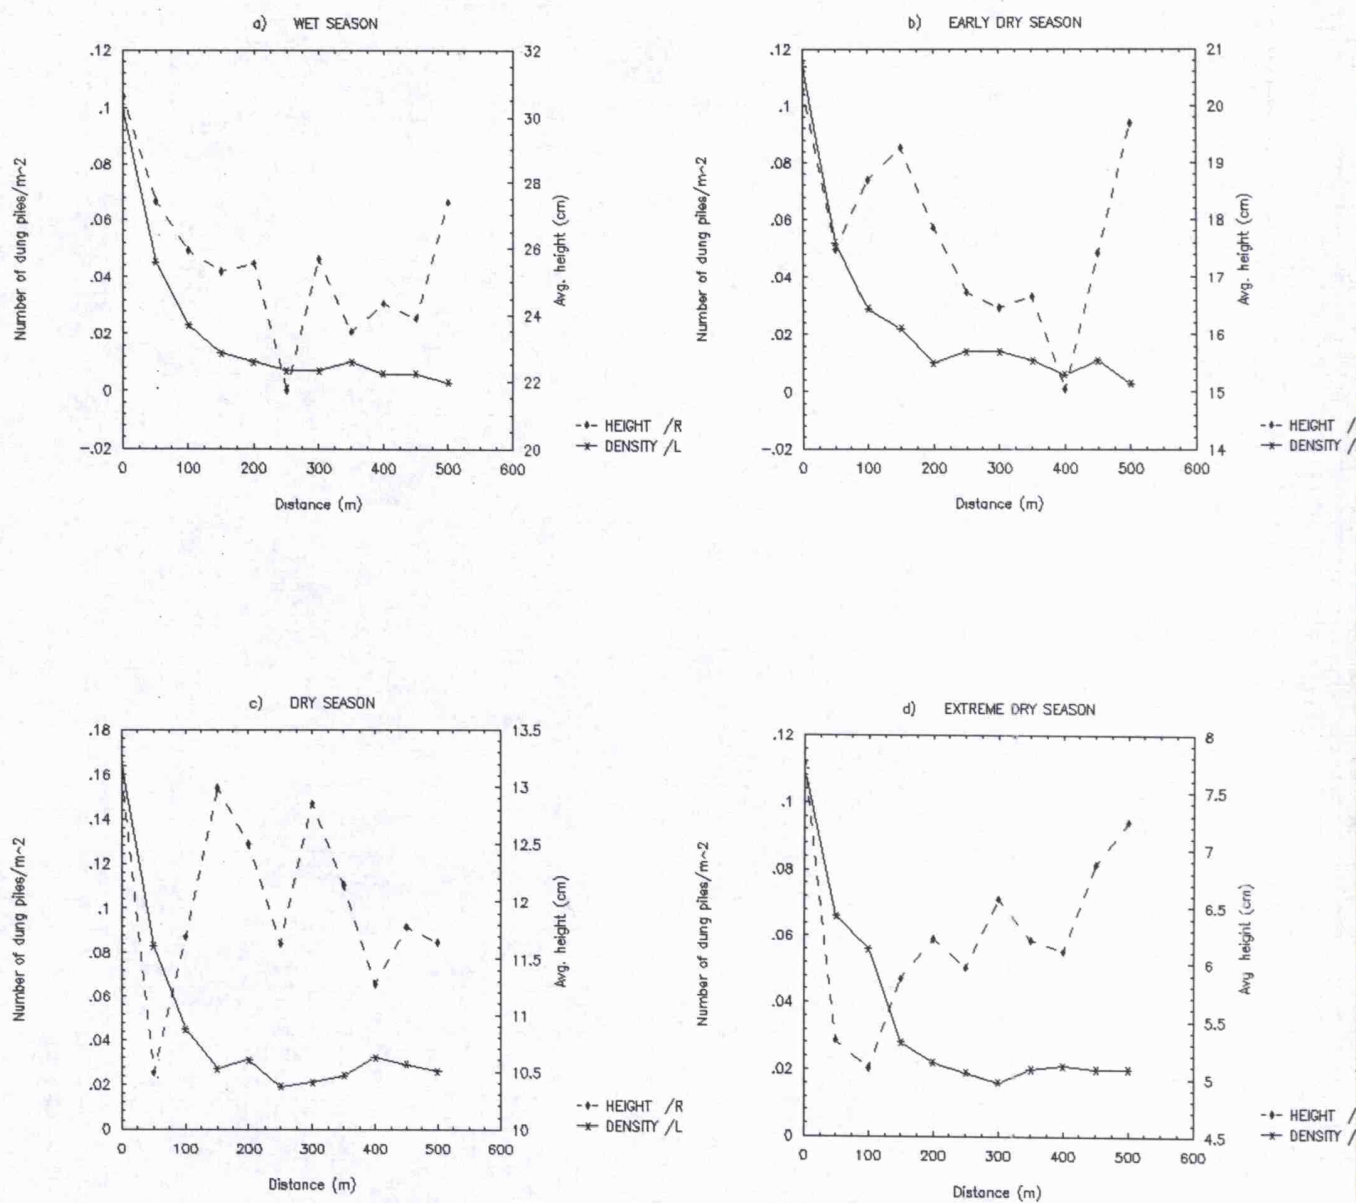 a) WET SEASON
.12
.1
.08
.06
.04
.02
0
-.02
32
30
28
26
24
22
20
0 100 200 300 400 500 600
Number of dung piles/m^2
Avg. height (cm)
Distance (m)
HEIGHT /R
DENSITY /L
b) EARLY DRY SEASON
.12
.1
.08
.06
.04
.02
0
-.02
21
20
19
18
17
16
15
14
0 100 200 300 400 500 600
Number of dung piles/m^2
Avg. height (cm)
Distance (m)
HEIGHT /
DENSITY /
c) DRY SEASON
.18
.16
.14
.12
.1
.08
.06
.04
.02
0
13.5
13
12.5
12
11.5
11
10.5
10
0 100 200 300 400 500 600
Number of dung piles/m^2
Avg. height (cm)
Distance (m)
HEIGHT /R
DENSITY /L
d) EXTREME DRY SEASON
.12
.1
.08
.06
.04
.02
0
8
7.5
7
6.5
6
5.5
5
4.5
0 100 200 300 400 500 600
Number of dung piles/m^2
Avg height (cm)
Distance (m)
HEIGHT /
DENSITY /